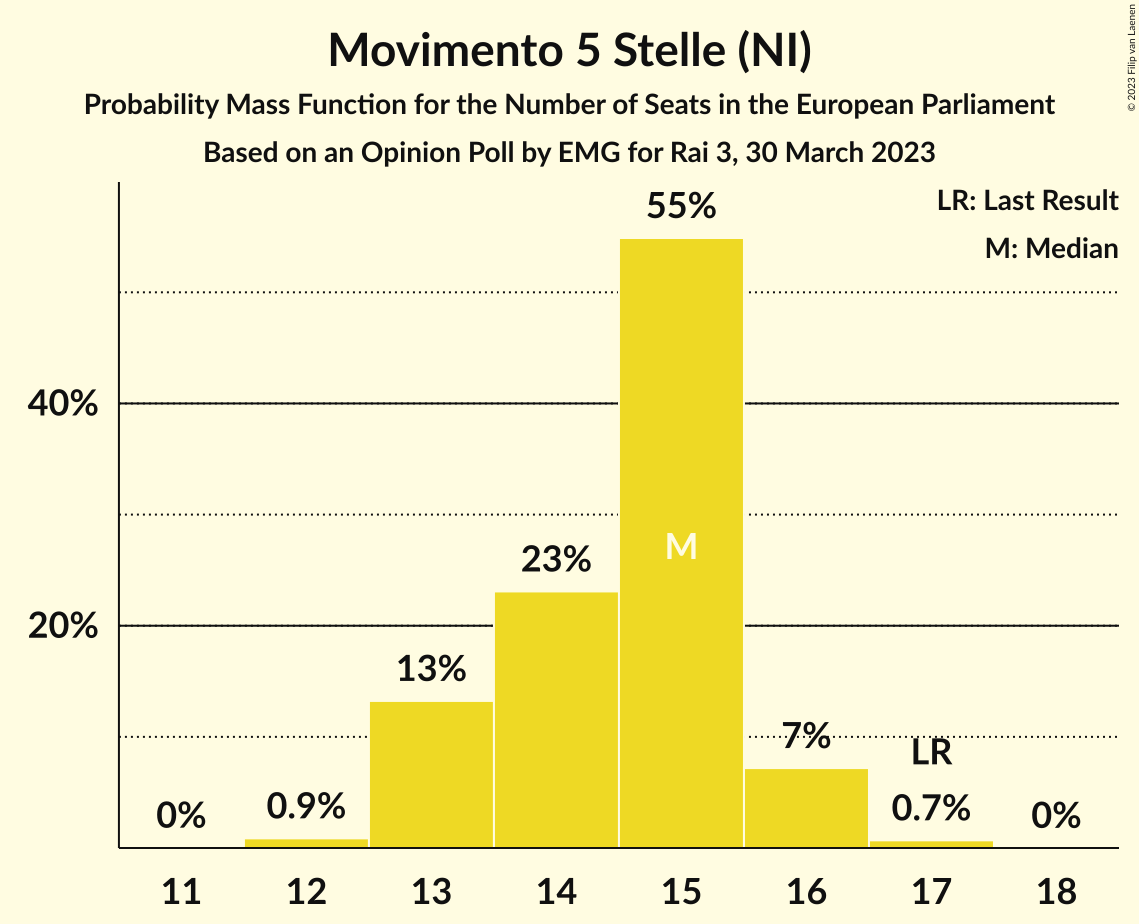 Movimento 5 Stelle (NI)
Probability Mass Function for the Number of Seats in the European Parliament
Based on an Opinion Poll by EMG for Rai 3, 30 March 2023
© 2023 Filip van Laenen
LR: Last Result
M: Median
55%
40%
M
23%
20%
13%
7%
LR
0%
0.9%
0.7%
0%
11 12 13 14 15 16 17 18